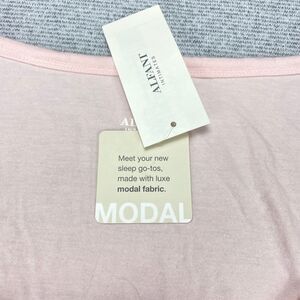 ALFANI
INTIMATES
Meet your new
sleep go-tos,
made with luxe
modal fabric.
MODAL